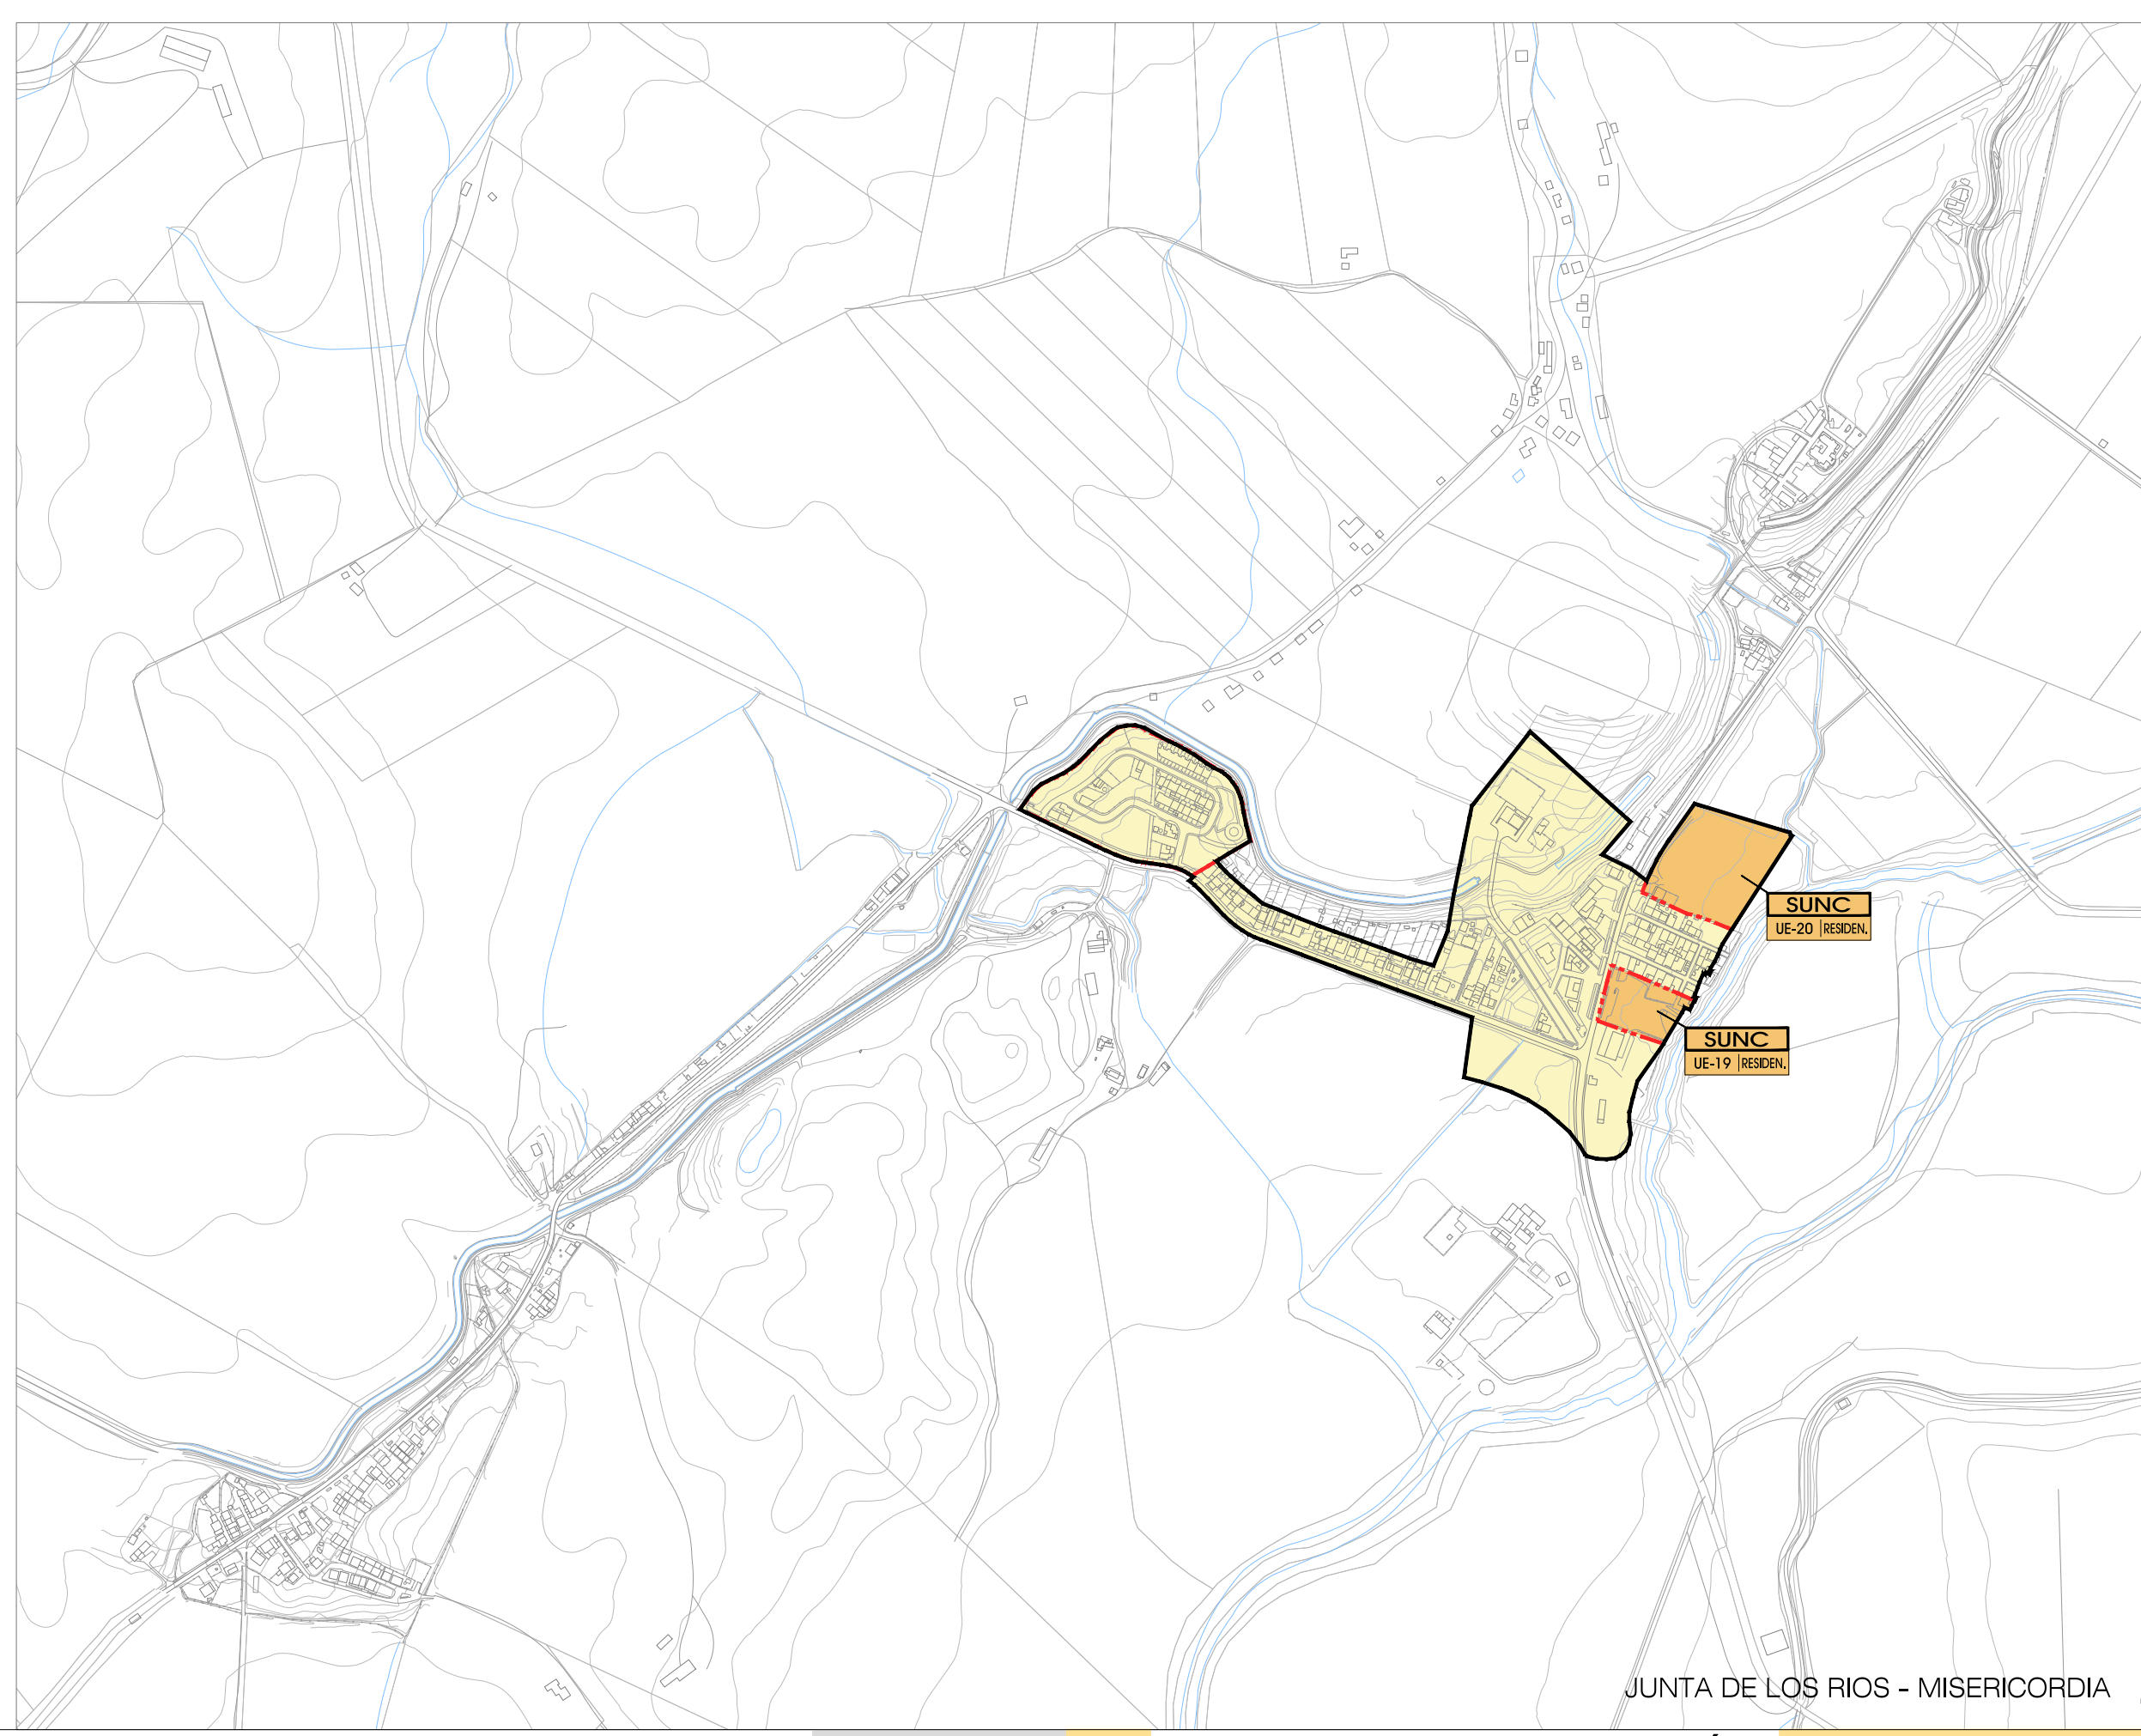 SUNC
UE-20 RESIDEN.
SUNC
UE-19 RESIDEN.
JUNTA DE LOS RIOS - MISERICORDIA